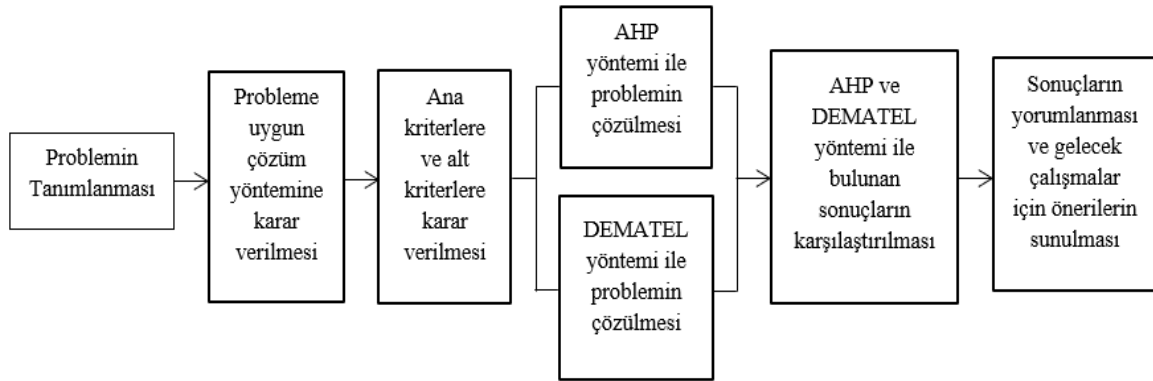 Problemin
Tanımlanması
Probleme
uygun
çözüm
yöntemine
karar
verilmesi
Ana
kriterlere
ve alt
kriterlere
karar
verilmesi
AHP
yöntemi ile
problemin
çözülmesi
DEMATEL
yöntemi ile
problemin
çözülmesi
AHP ve
DEMATEL
yöntemi ile
bulunan
sonuçların
karşılaştırılması
Sonuçların
yorumlanması
ve gelecek
çalışmalar
için önerilerin
sunulması